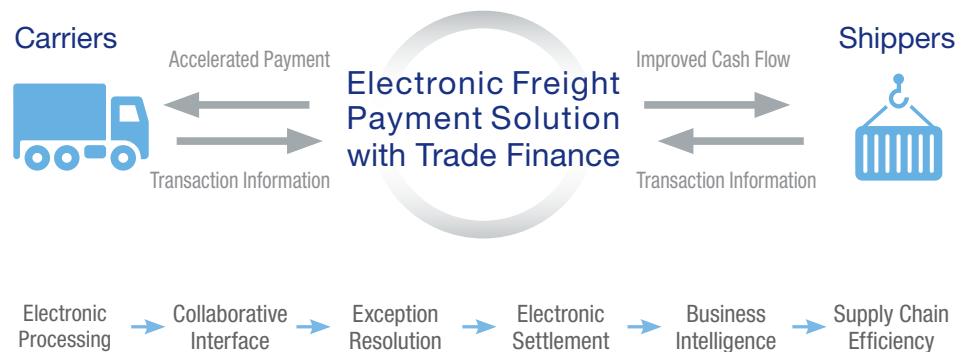 Carriers
Shippers
Accelerated Payment
Improved Cash Flow
Electronic Freight
Payment Solution
with Trade Finance
Transaction Information
Transaction Information
Electronic
Processing
Collaborative
Interface
Exception
Resolution
Electronic
Settlement
Business
Intelligence
Supply Chain
Efficiency